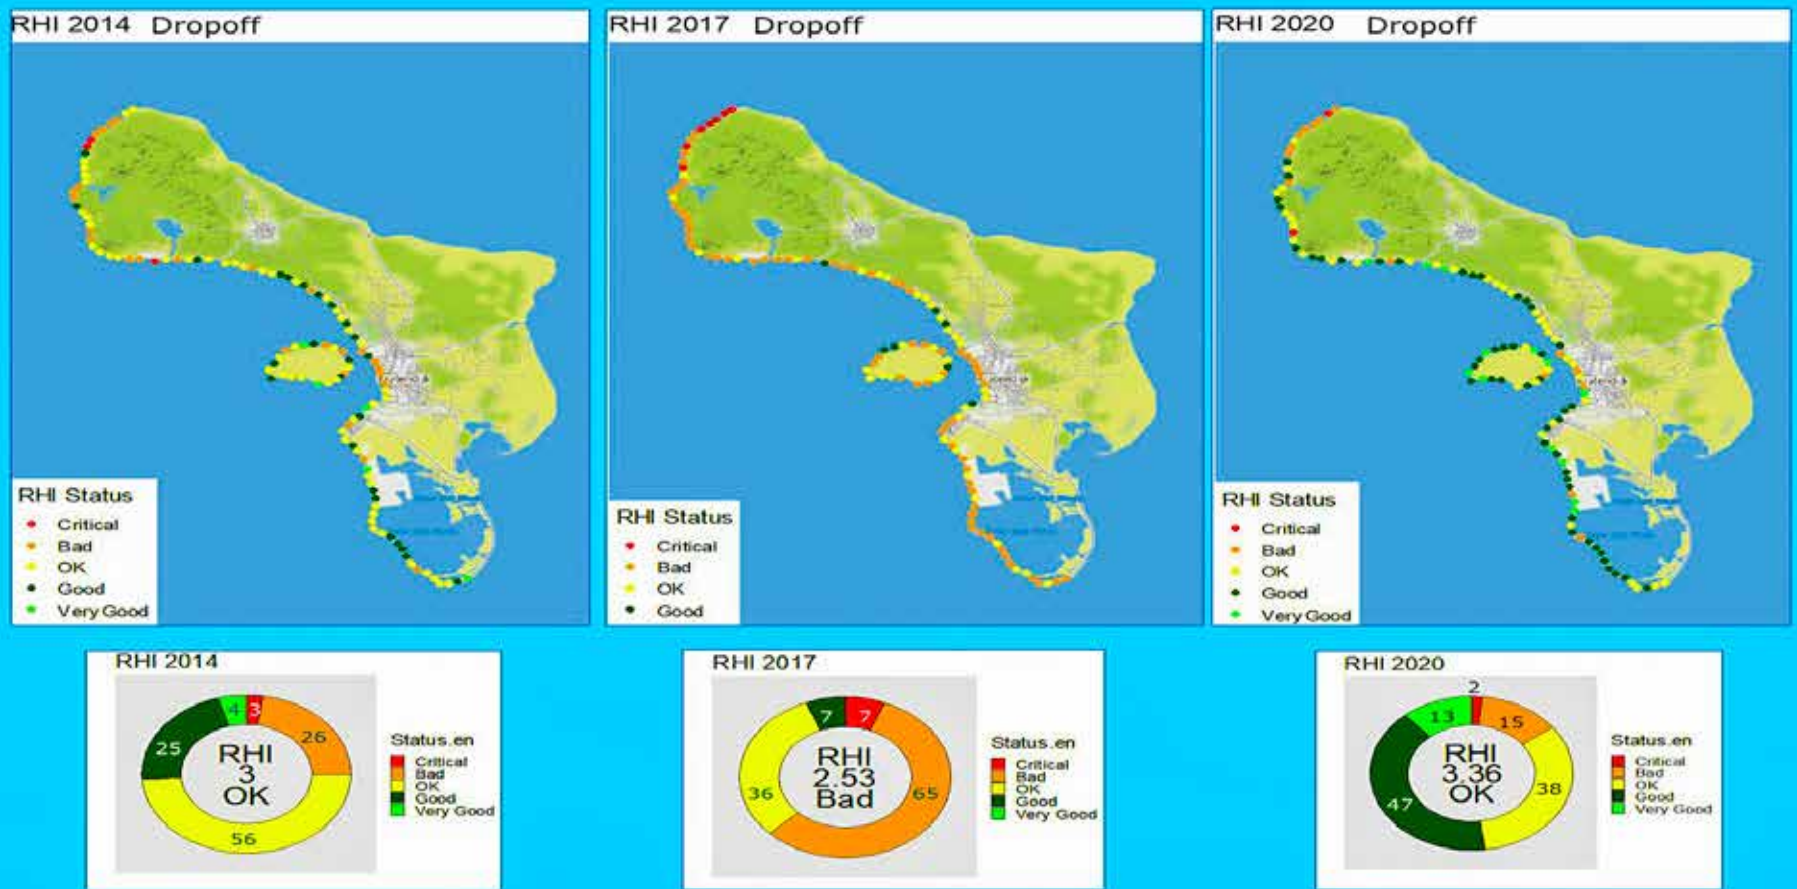 RHI 2014 Dropoff
RHI Status
Critical
Bad
OK
Good
Very Good
RHI 2017 Dropoff
RHI Status
Critical
Bad
OK
Good
RHI 2020 Dropoff
RHI Status
Critical
Bad
OK
Good
Very Good
RHI 2014
4
3
26
25
56
RHI
3
OK
Status.en
Critical
Bad
OK
Good
Very Good
RHI 2017
7
7
36
65
RHI
2.53
Bad
Status.en
Critical
Bad
OK
Good
Very Good
RHI 2020
2
13
15
47
38
RHI
3.36
OK
Status.en
Critical
Bad
OK
Good
Very Good